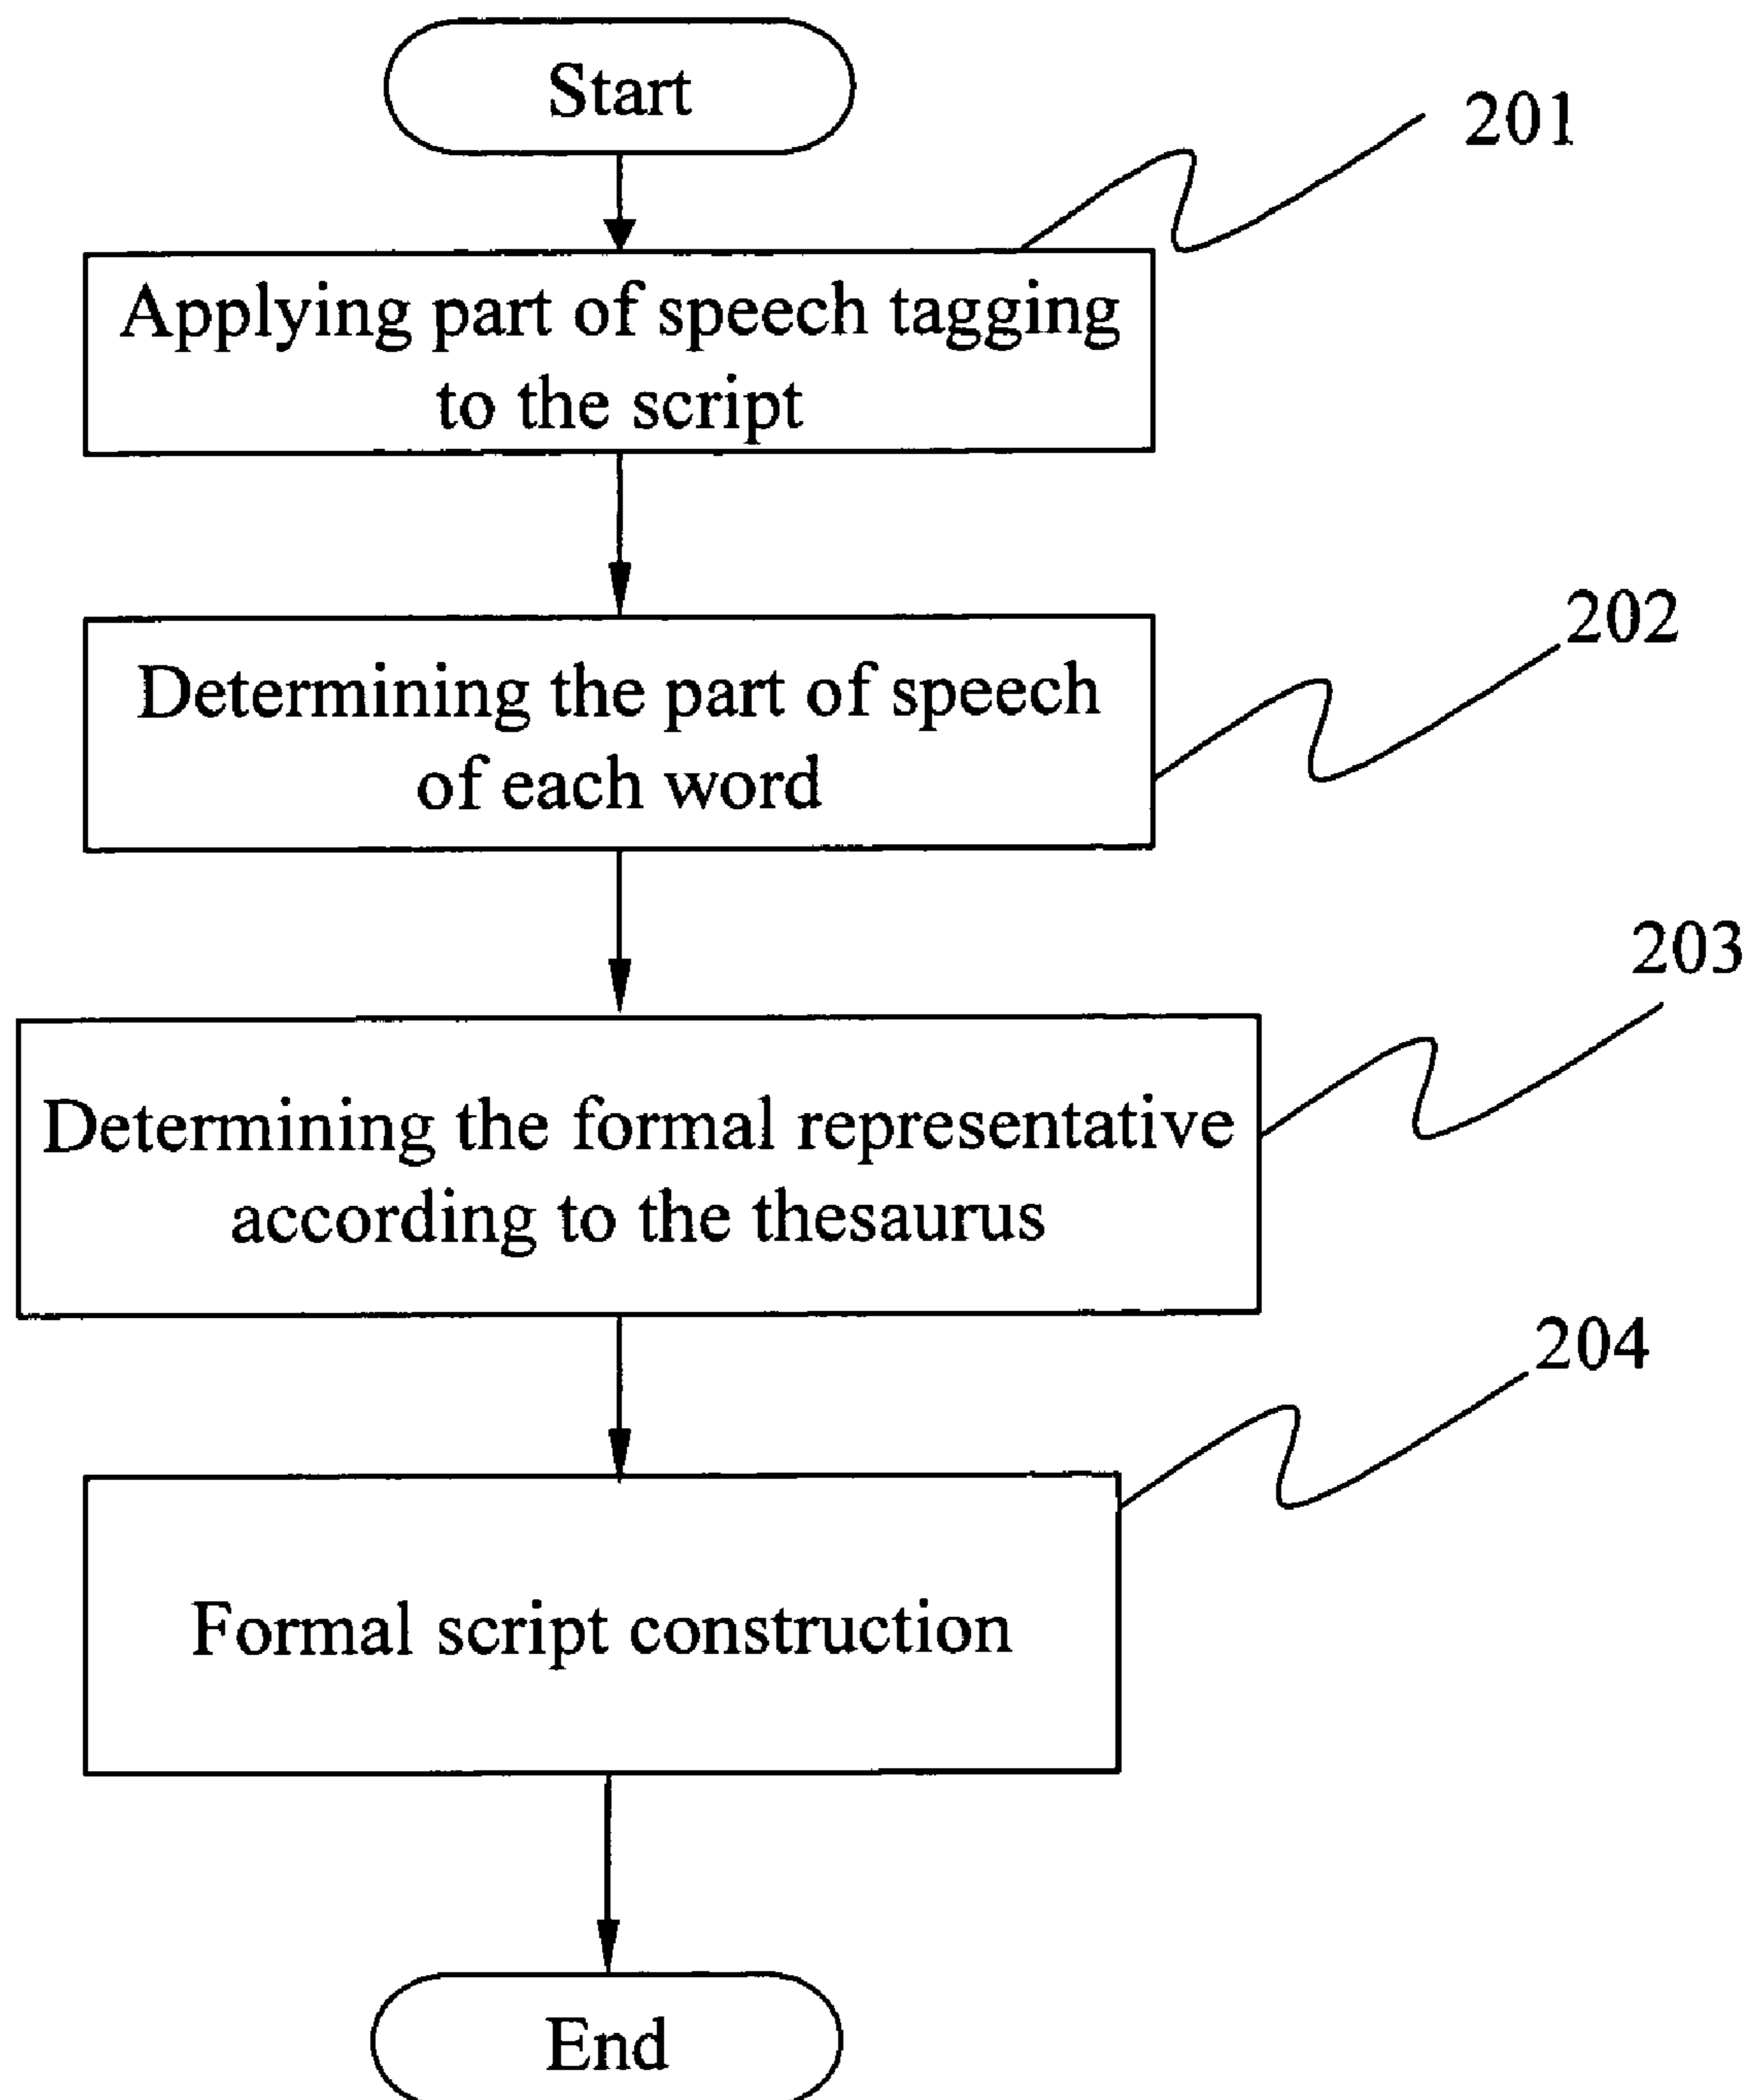 Start
201
Applying part of speech tagging
to the script
202
Determining the part of speech
of each word
203
Determining the formal representative
according to the thesaurus
204
Formal script construction
End